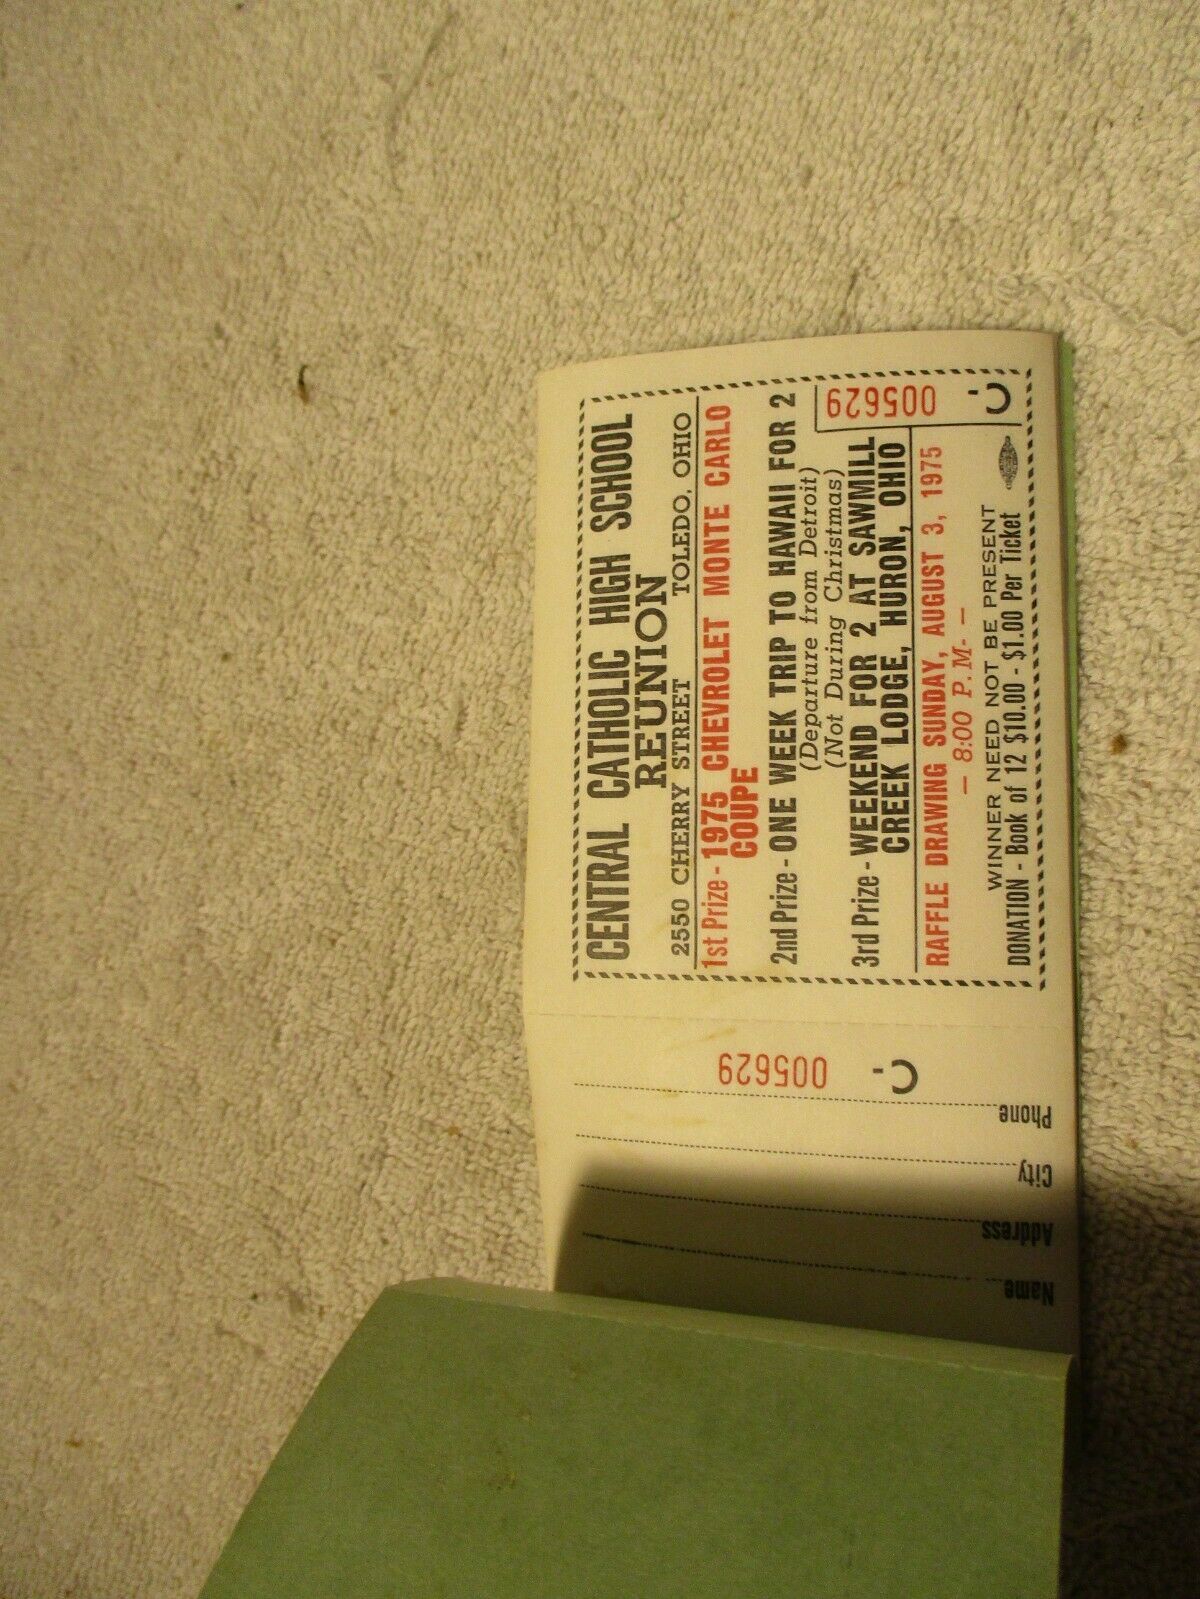 CENTRAL CATHOLIC HIGH SCHOOL
REUNION
2550 CHERRY STREET TOLEDO, OHIO
1st Prize - 1975 CHEVROLET MONTE CARLO
COUPE
2nd Prize - ONE WEEK TRIP TO HAWAII FOR 2
(Departure from Detroit)
(Not During Christmas)
3rd Prize - WEEKEND FOR 2 AT SAWMILL
CREEK LODGE, HURON, OHIO
RAFFLE DRAWING SUNDAY, AUGUST 3, 1975
— 8:00 P. M. —
WINNER NEED NOT BE PRESENT
DONATION - Book of 12 $10.00 - $1.00 Per Ticket
C-
005629
Name
Address
City
Phone
C-
005629